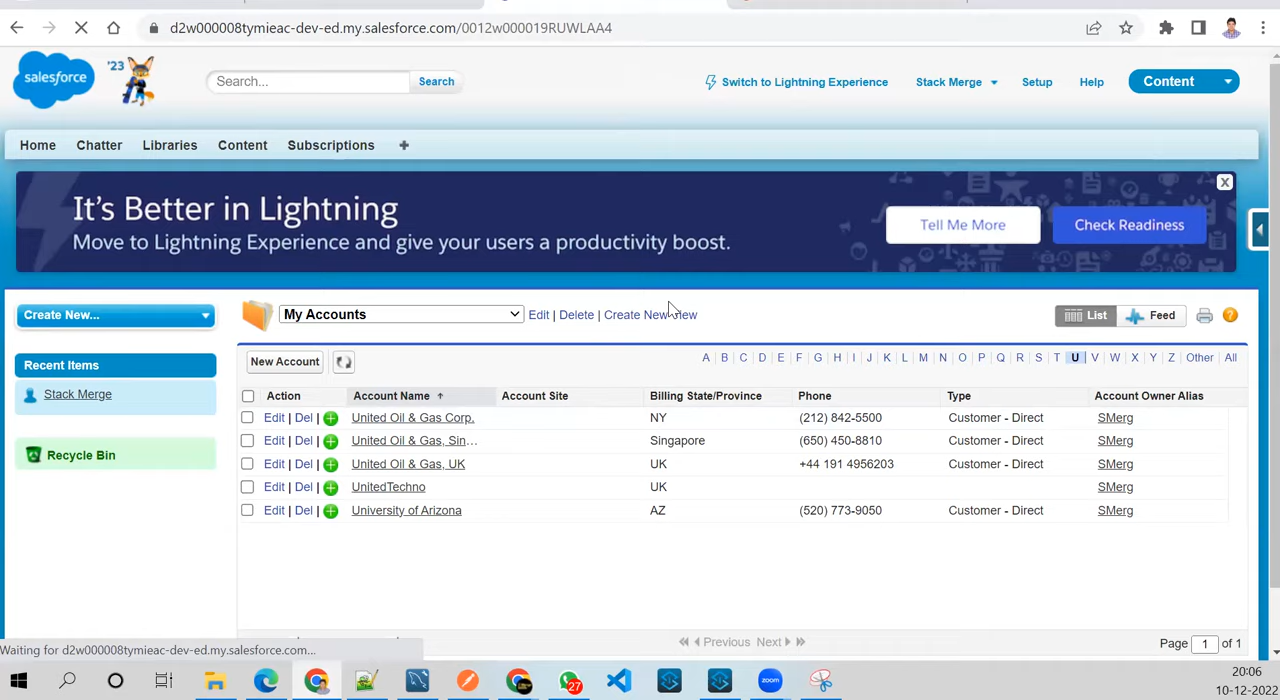 d2w000008tymieac-dev-ed.my.salesforce.com/0012w000019RUWLAA4
salesforce '23 Search... Search Switch to Lightning Experience Stack Merge Setup Help Content
Home Chatter Libraries Content Subscriptions +
It's Better in Lightning
Move to Lightning Experience and give your users a productivity boost.
Tell Me More Check Readiness X
Create New...
Recent Items
Stack Merge
Recycle Bin
My Accounts Edit | Delete | Create New View List Feed ?
New Account A B C D E F G H I J K L M N O P Q R S T U V W X Y Z Other All
Action Account Name Account Site Billing State/Province Phone Type Account Owner Alias
Edit | Del | United Oil & Gas Corp. NY (212) 842-5500 Customer - Direct SMerg
Edit | Del | United Oil & Gas, Sin... Singapore (650) 450-8810 Customer - Direct SMerg
Edit | Del | United Oil & Gas, UK UK +44 191 4956203 Customer - Direct SMerg
Edit | Del | UnitedTechno UK SMerg
Edit | Del | University of Arizona AZ (520) 773-9050 Customer - Direct SMerg
Previous Next Page 1 of 1
Waiting for d2w000008tymieac-dev-ed.my.salesforce.com...
27 zoom
20:06
10-12-2023